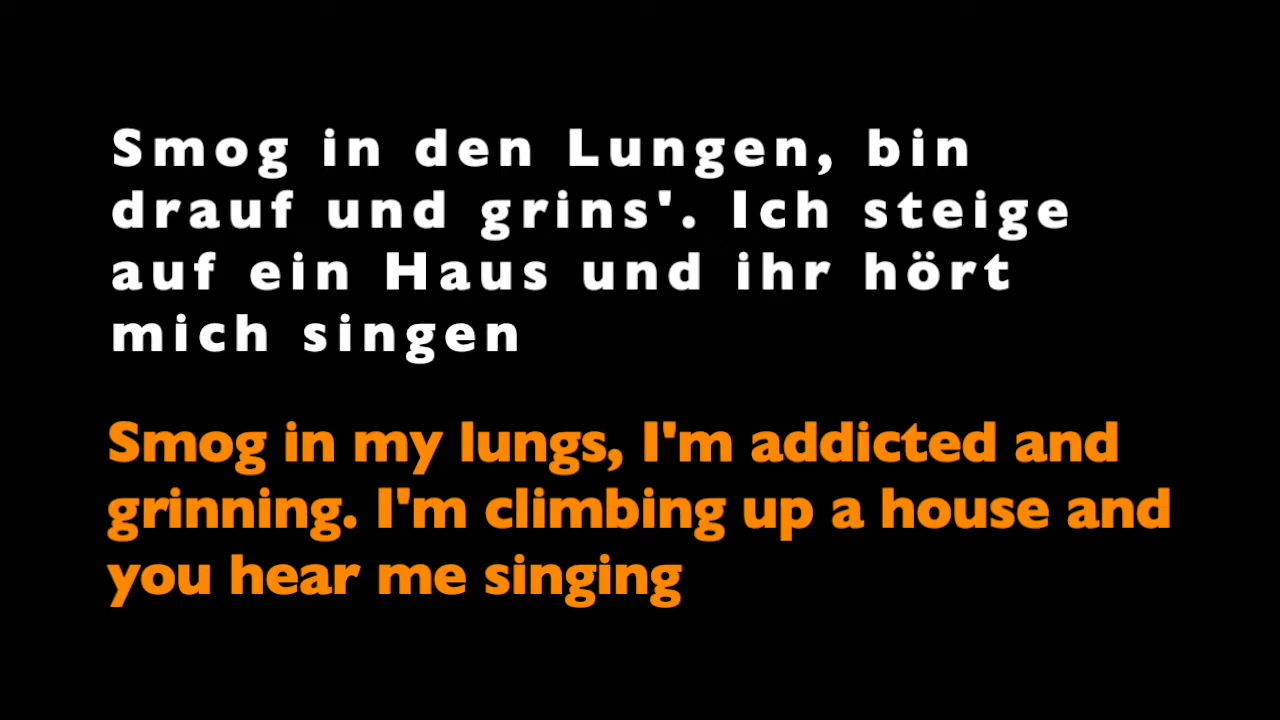 Smog in den Lungen, bin
drauf und grins'. Ich steige
auf ein Haus und ihr hört
mich singen
Smog in my lungs, I'm addicted and
grinning. I'm climbing up a house and
you hear me singing